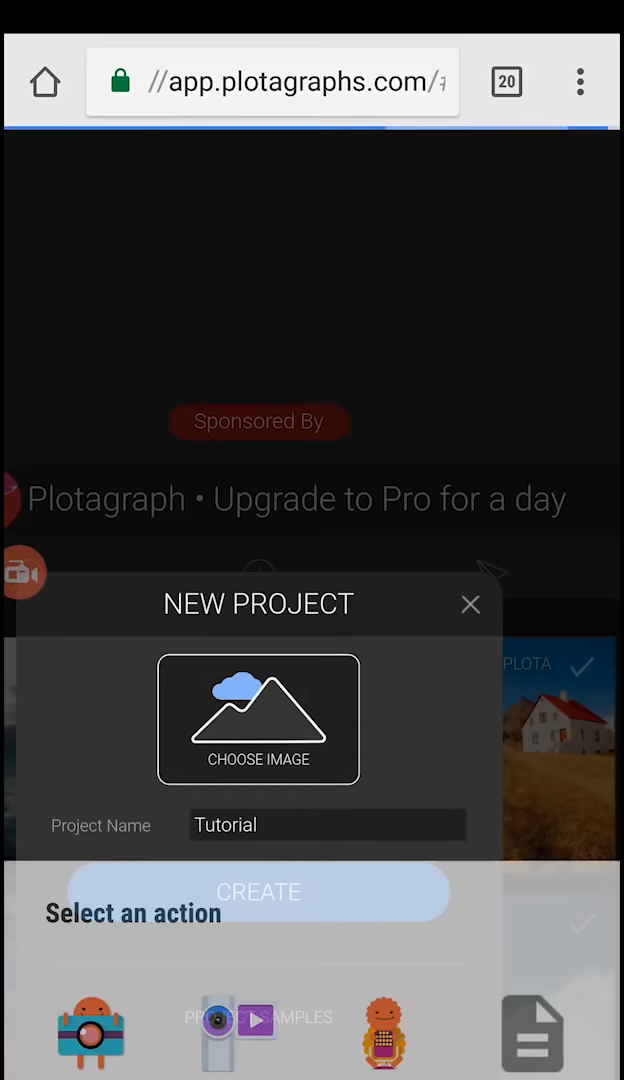 //app.plotagraphs.com/
20
Sponsored By
Plotagraph • Upgrade to Pro for a day
NEW PROJECT
PLOTA
CHOOSE IMAGE
Project Name
Tutorial
CREATE
Select an action
PROJECT SAMPLES